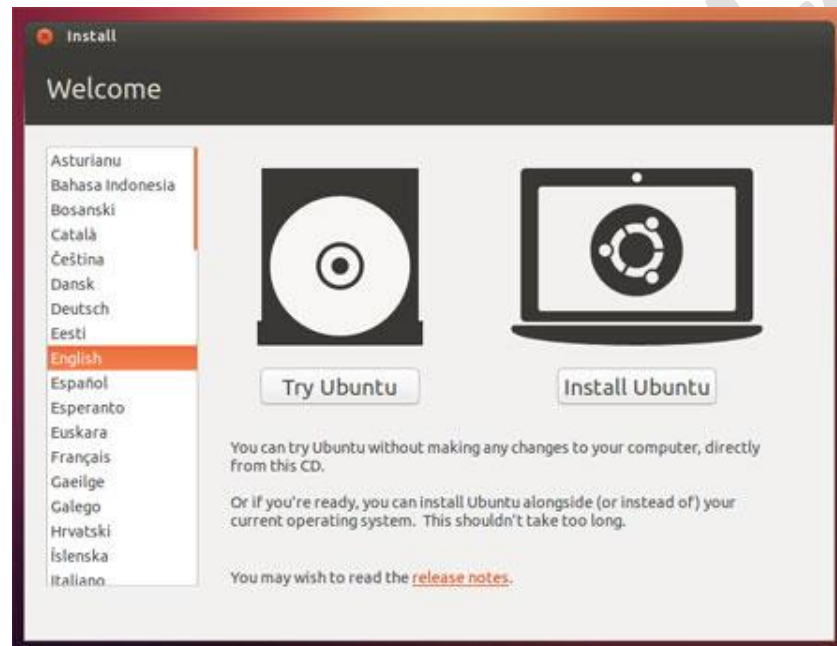 Install
Welcome
Asturianu
Bahasa Indonesia
Bosanski
Català
Čeština
Dansk
Deutsch
Eesti
English
Español
Esperanto
Euskara
Français
Gaeilge
Galego
Hrvatski
Íslenska
Italiano
Try Ubuntu
Install Ubuntu
You can try Ubuntu without making any changes to your computer, directly
from this CD.
Or if you're ready, you can install Ubuntu alongside (or instead of) your
current operating system. This shouldn't take too long.
You may wish to read the release notes.